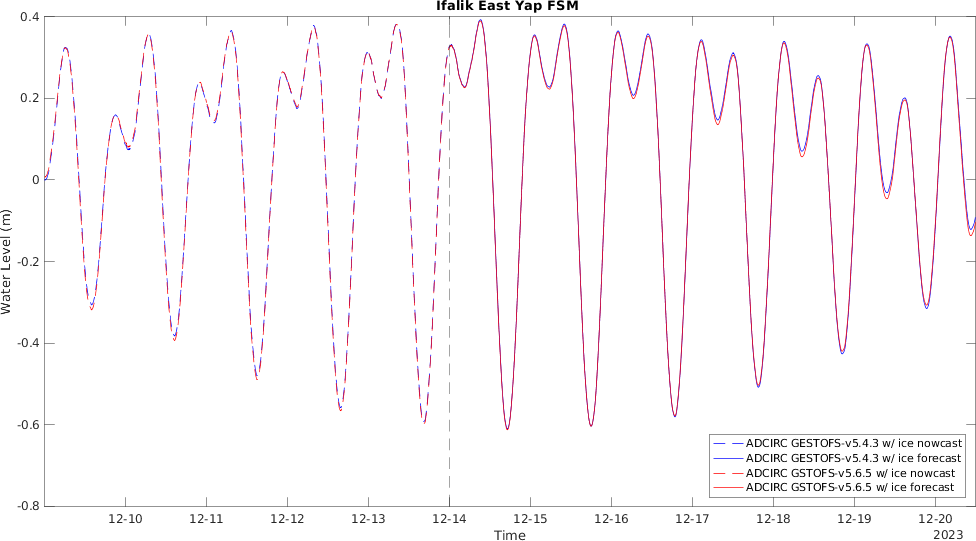 Ifalik East Yap FSM
0.4
0.2
0
-0.2
-0.4
-0.6
-0.8
Water Level (m)
ADCIRC GESTOFS-v5.4.3 w/ ice nowcast
ADCIRC GESTOFS-v5.4.3 w/ ice forecast
ADCIRC GSTOFS-v5.6.5 w/ ice nowcast
ADCIRC GSTOFS-v5.6.5 w/ ice forecast
12-10 12-11 12-12 12-13 12-14 12-15 12-16 12-17 12-18 12-19 12-20
Time 2023